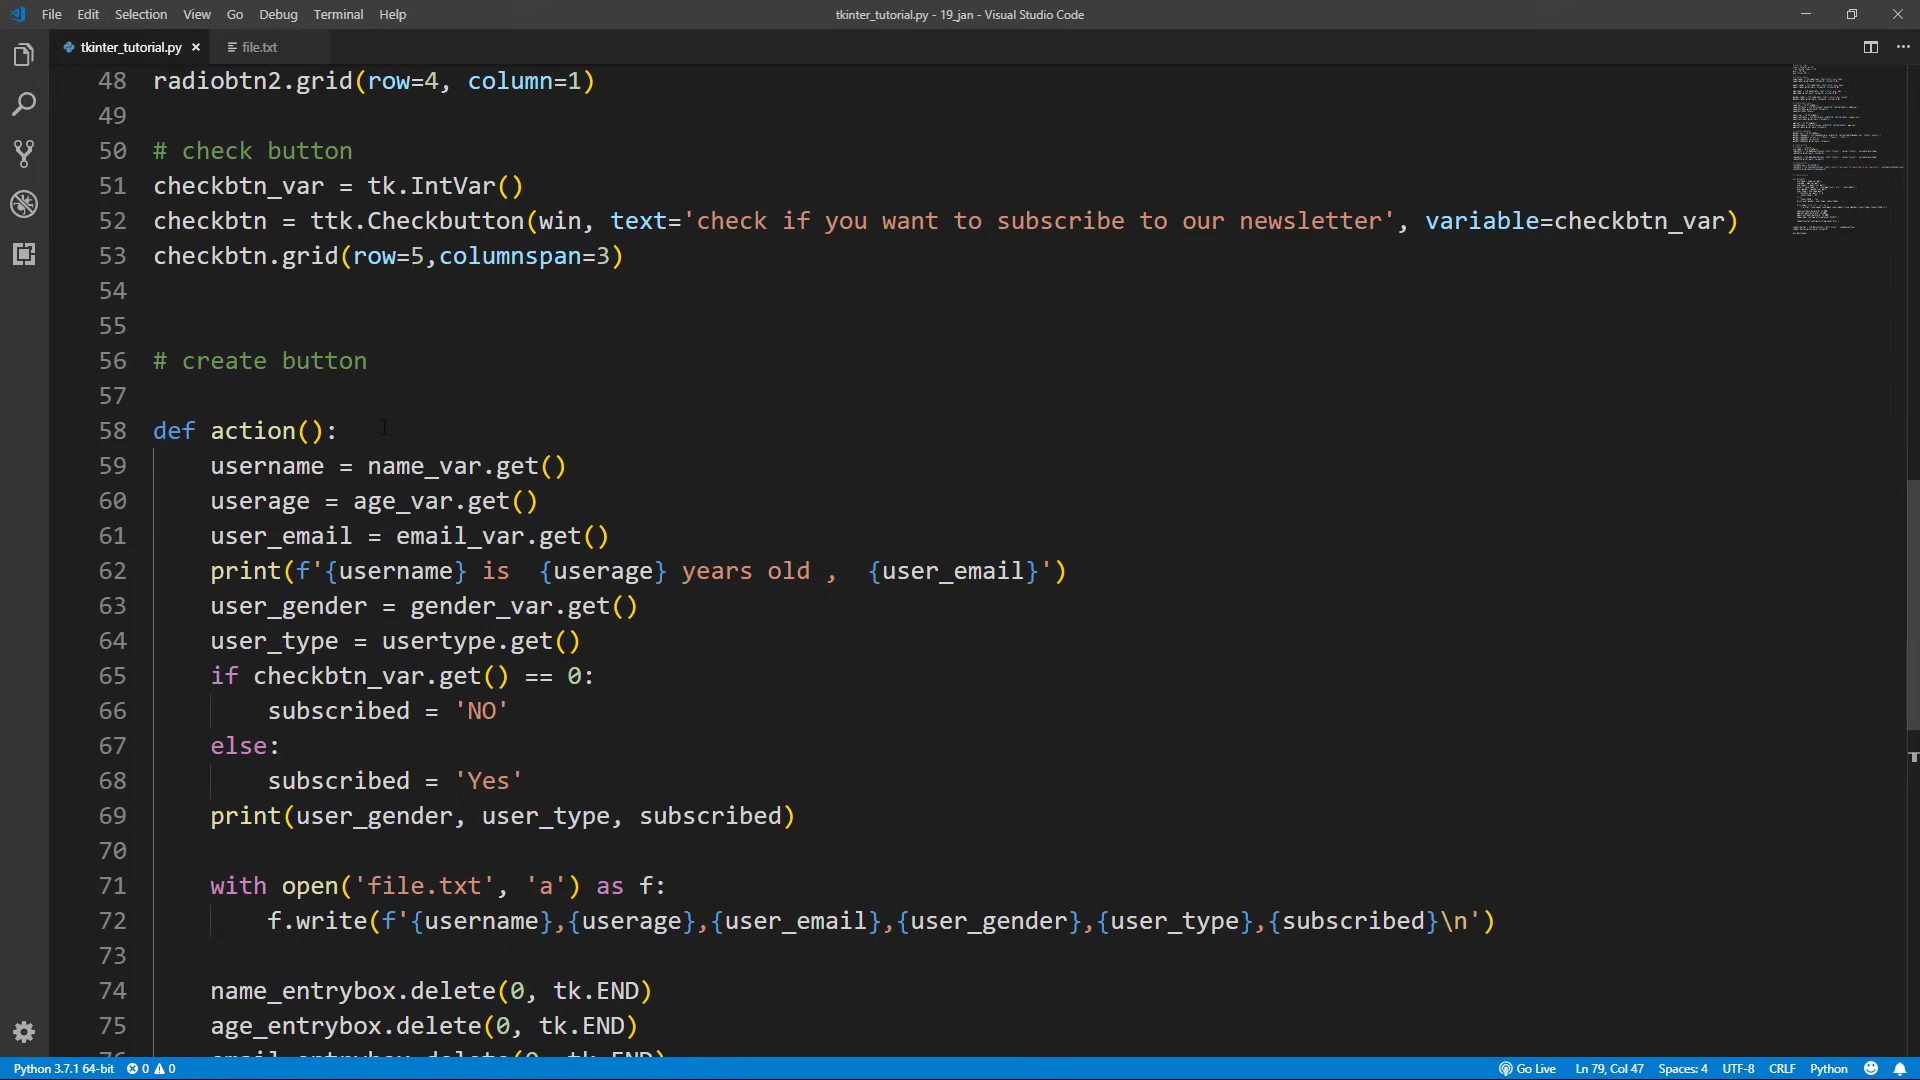 File Edit Selection View Go Debug Terminal Help tkinter_tutorial.py - 19_jan - Visual Studio Code
tkinter_tutorial.py × file.txt
48 radiobtn2.grid(row=4, column=1)
49
50 # check button
51 checkbtn_var = tk.IntVar()
52 checkbtn = ttk.Checkbutton(win, text='check if you want to subscribe to our newsletter', variable=checkbtn_var)
53 checkbtn.grid(row=5,columnspan=3)
54
55
56 # create button
57
58 def action():
59     username = name_var.get()
60     userage = age_var.get()
61     user_email = email_var.get()
62     print(f'{username} is  {userage} years old ,  {user_email}')
63     user_gender = gender_var.get()
64     user_type = usertype.get()
65     if checkbtn_var.get() == 0:
66         subscribed = 'NO'
67     else:
68         subscribed = 'Yes'
69     print(user_gender, user_type, subscribed)
70
71     with open('file.txt', 'a') as f:
72         f.write(f'{username},{userage},{user_email},{user_gender},{user_type},{subscribed}\n')
73
74     name_entrybox.delete(0, tk.END)
75     age_entrybox.delete(0, tk.END)
76     email_entrybox.delete(0, tk.END)
Python 3.7.1 64-bit 0 0 Go Live Ln 79, Col 47 Spaces: 4 UTF-8 CRLF Python